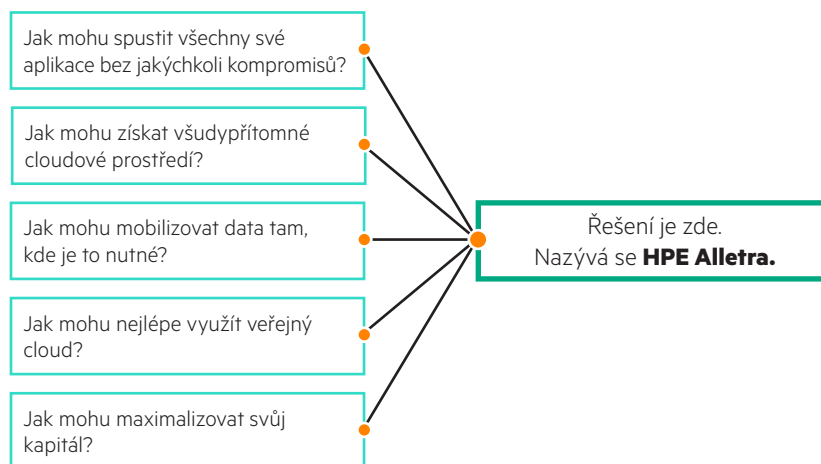 Jak mohu spustit všechny své
aplikace bez jakýchkoli kompromisů?
Jak mohu získat všudypřítomné
cloudové prostředí?
Jak mohu mobilizovat data tam,
kde je to nutné?
Jak mohu nejlépe využít veřejný
cloud?
Jak mohu maximalizovat svůj
kapitál?
Řešení je zde.
Nazývá se HPE Alletra.